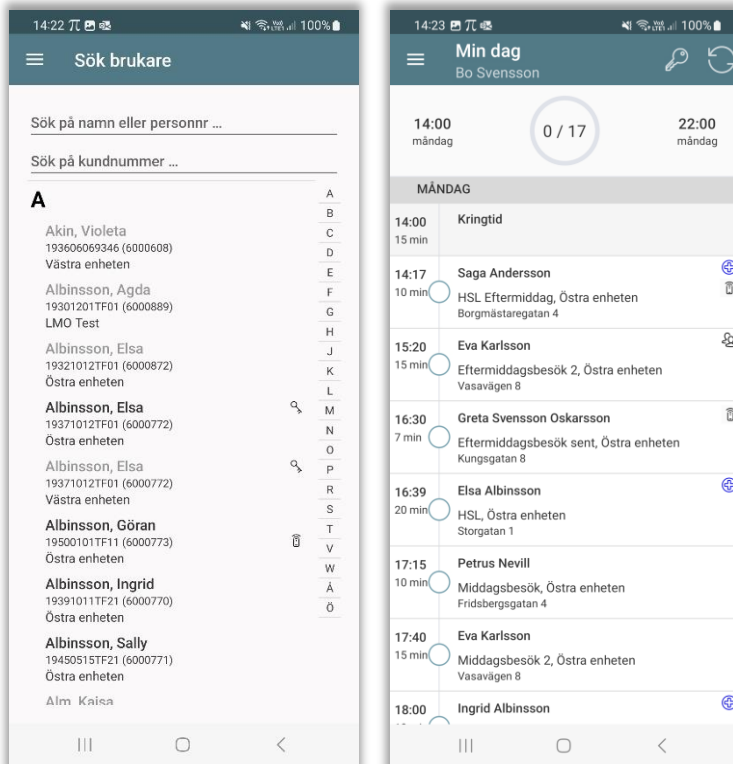 14:22
100%
Sök brukare
Sök på namn eller personnr ...
Sök på kundnummer ...
A
Akin, Violeta
193606069346 (6000608)
Västra enheten
Albinsson, Agda
19301201TF01 (6000889)
LMO Test
Albinsson, Elsa
19321012TF01 (6000872)
Östra enheten
Albinsson, Elsa
19371012TF01 (6000772)
Östra enheten
Albinsson, Elsa
19371012TF01 (6000772)
Västra enheten
Albinsson, Göran
19500101TF11 (6000773)
Östra enheten
Albinsson, Ingrid
19391011TF21 (6000770)
Östra enheten
Albinsson, Sally
19450515TF21 (6000771)
Östra enheten
Alm, Kaisa
A
B
C
D
E
F
G
H
J
K
L
M
N
O
P
R
S
T
V
W
Å
Ö
14:23
100%
Min dag
Bo Svensson
14:00
måndag
0 / 17
22:00
måndag
MÅNDAG
14:00 Kringtid
15 min
14:17 Saga Andersson
10 min HSL Eftermiddag, Östra enheten
Borgmästaregatan 4
15:20 Eva Karlsson
15 min Eftermiddagsbesök 2, Östra enheten
Vasavägen 8
16:30 Greta Svensson Oskarsson
7 min Eftermiddagsbesök sent, Östra enheten
Kungsgatan 8
16:39 Elsa Albinsson
20 min HSL, Östra enheten
Storgatan 1
17:15 Petrus Nevill
10 min Middagsbesök, Östra enheten
Fridsbergsgatan 4
17:40 Eva Karlsson
15 min Middagsbesök 2, Östra enheten
Vasavägen 8
18:00 Ingrid Albinsson